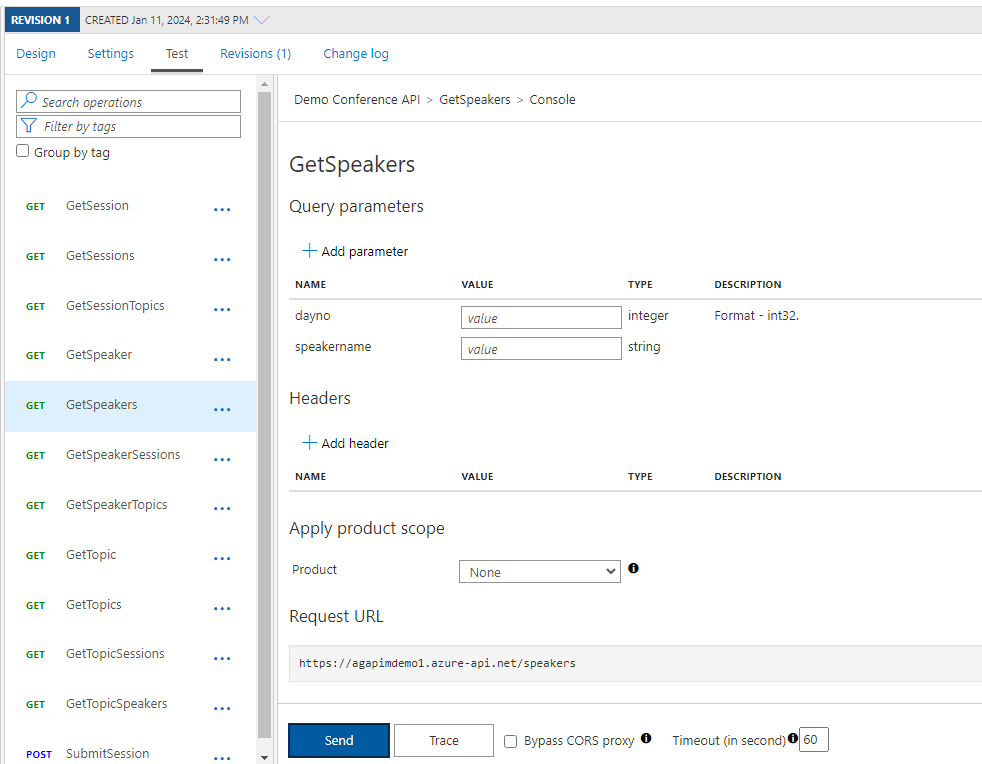 REVISION 1 CREATED Jan 11, 2024, 2:31:49 PM
Design Settings Test Revisions (1) Change log
Search operations
Filter by tags
Group by tag
GET GetSession ...
GET GetSessions ...
GET GetSessionTopics ...
GET GetSpeaker ...
GET GetSpeakers ...
GET GetSpeakerSessions ...
GET GetSpeakerTopics ...
GET GetTopic ...
GET GetTopics ...
GET GetTopicSessions ...
GET GetTopicSpeakers ...
POST SubmitSession ...
Demo Conference API > GetSpeakers > Console
GetSpeakers
Query parameters
+ Add parameter
NAME VALUE TYPE DESCRIPTION
dayno value integer Format - int32.
speakername value string
Headers
+ Add header
NAME VALUE TYPE DESCRIPTION
Apply product scope
Product None
Request URL
https://agapimdemo1.azure-api.net/speakers
Send Trace Bypass CORS proxy Timeout (in second) 60